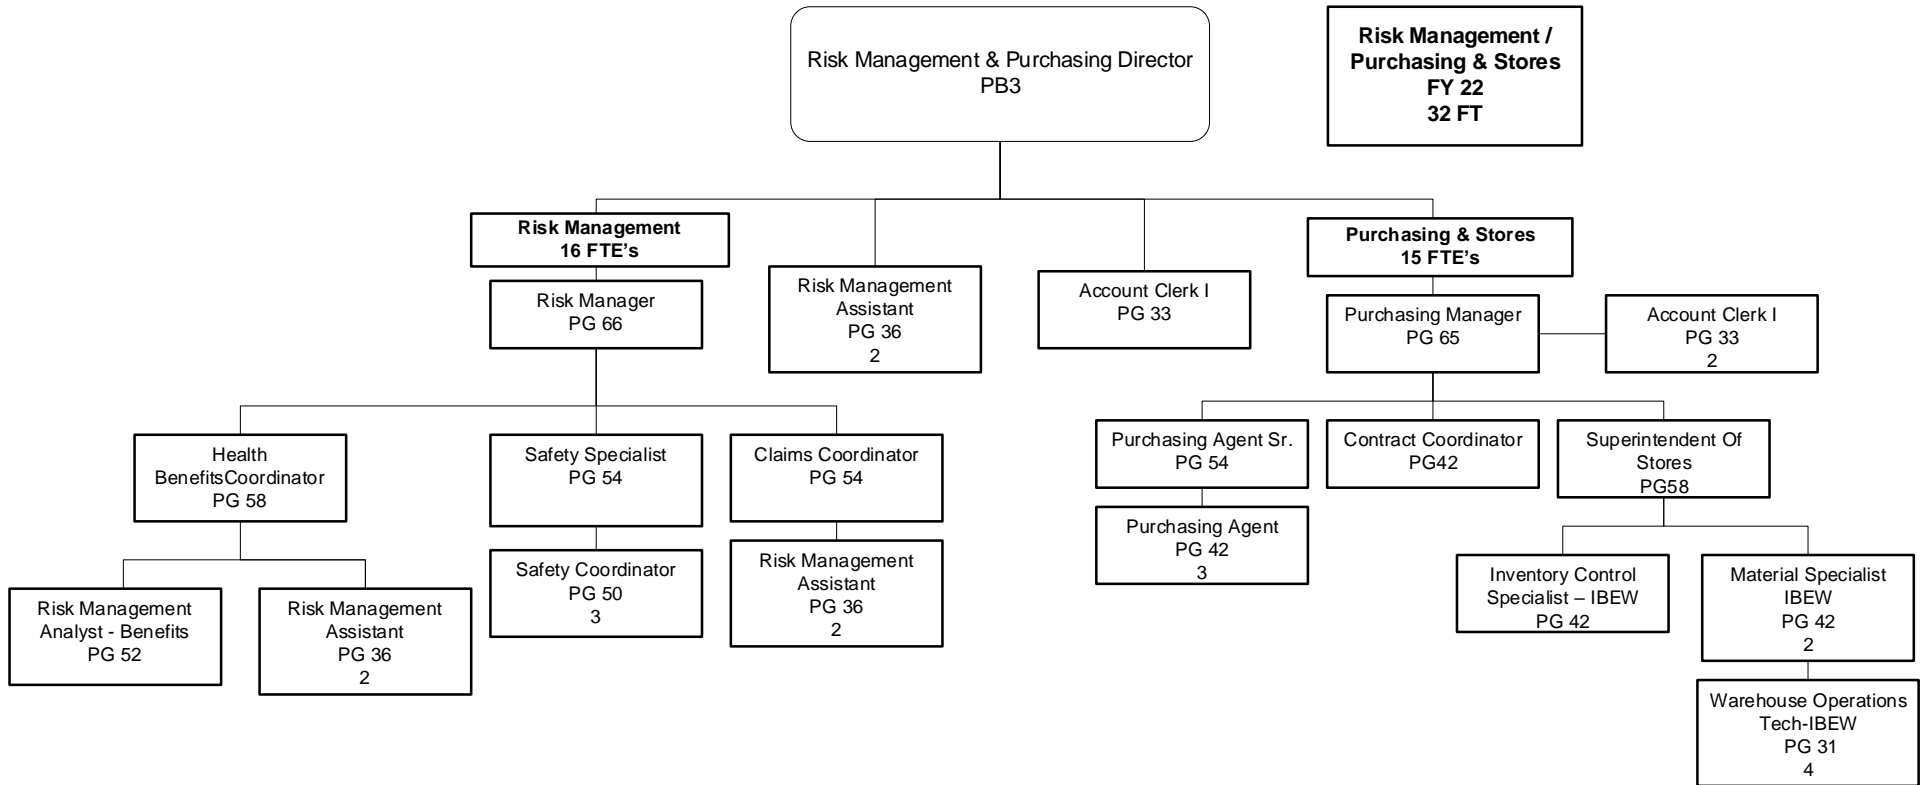 Risk Management & Purchasing Director
PB3
Risk Management /
Purchasing & Stores
FY 22
32 FT
Risk Management
16 FTE’s
Purchasing & Stores
15 FTE’s
Risk Manager
PG 66
Risk Management
Assistant
PG 36
2
Account Clerk I
PG 33
Purchasing Manager
PG 65
Account Clerk I
PG 33
2
Health
BenefitsCoordinator
PG 58
Safety Specialist
PG 54
Claims Coordinator
PG 54
Purchasing Agent Sr.
PG 54
Contract Coordinator
PG42
Superintendent Of
Stores
PG58
Risk Management
Analyst - Benefits
PG 52
Risk Management
Assistant
PG 36
2
Safety Coordinator
PG 50
3
Risk Management
Assistant
PG 36
2
Purchasing Agent
PG 42
3
Inventory Control
Specialist – IBEW
PG 42
Material Specialist
IBEW
PG 42
2
Warehouse Operations
Tech-IBEW
PG 31
4